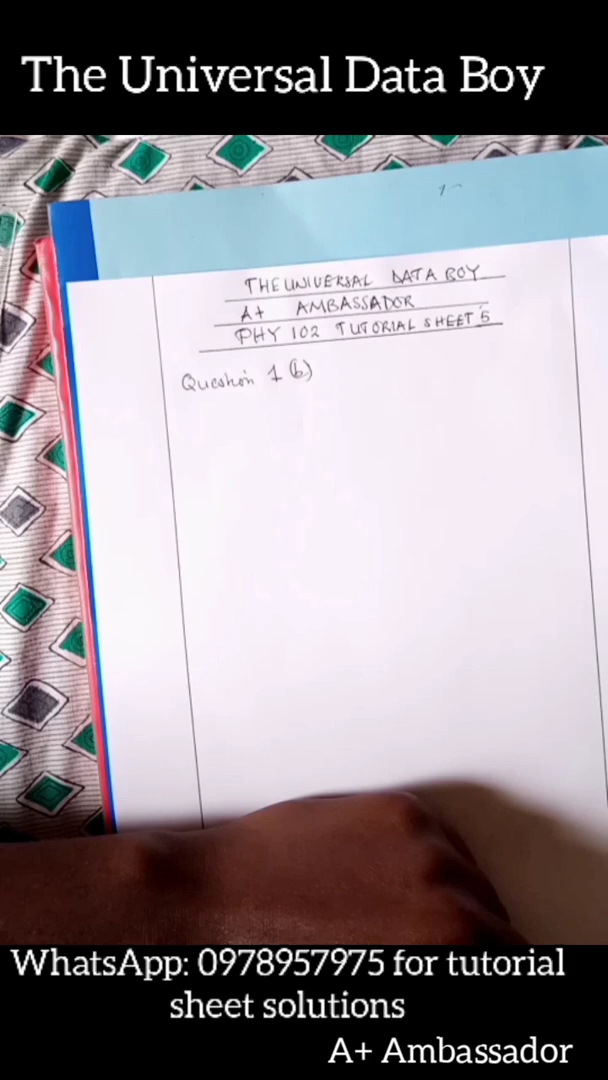 The Universal Data Boy
THE UNIVERSAL DATA BOY
A+ AMBASSADOR
PHY 102 TUTORIAL SHEET 5
Question 1 (b)
WhatsApp: 0978957975 for tutorial
sheet solutions
A+ Ambassador